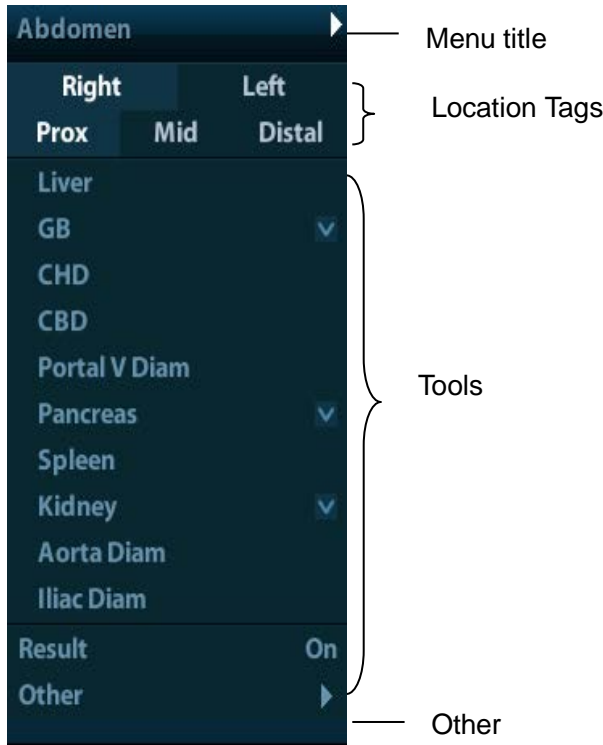 Abdomen
Menu title
Right Left
Location Tags
Prox Mid Distal
Liver
GB
CHD
CBD
Portal V Diam
Tools
Pancreas
Spleen
Kidney
Aorta Diam
Iliac Diam
Result On
Other
Other